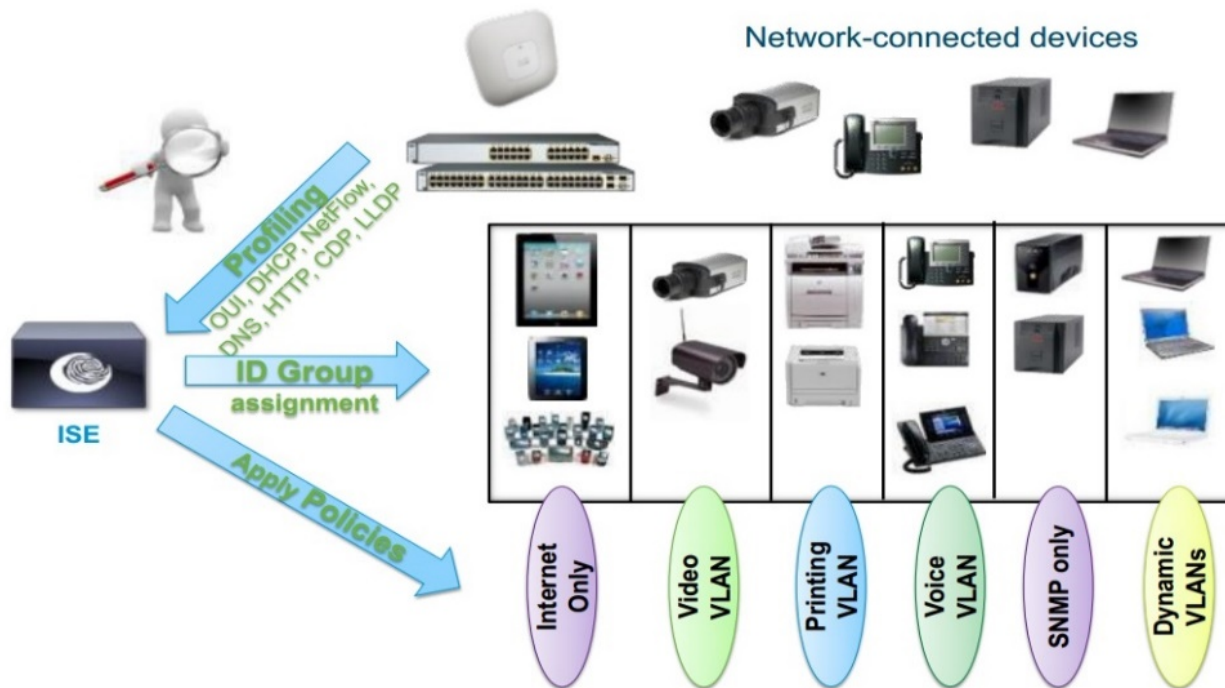 Network-connected devices
Profiling
OUI, DHCP, NetFlow,
DNS, HTTP, CDP, LLDP
ISE
ID Group
assignment
Apply Policies
Internet
Only
Video
VLAN
Printing
VLAN
Voice
VLAN
SNMP only
Dynamic
VLANs